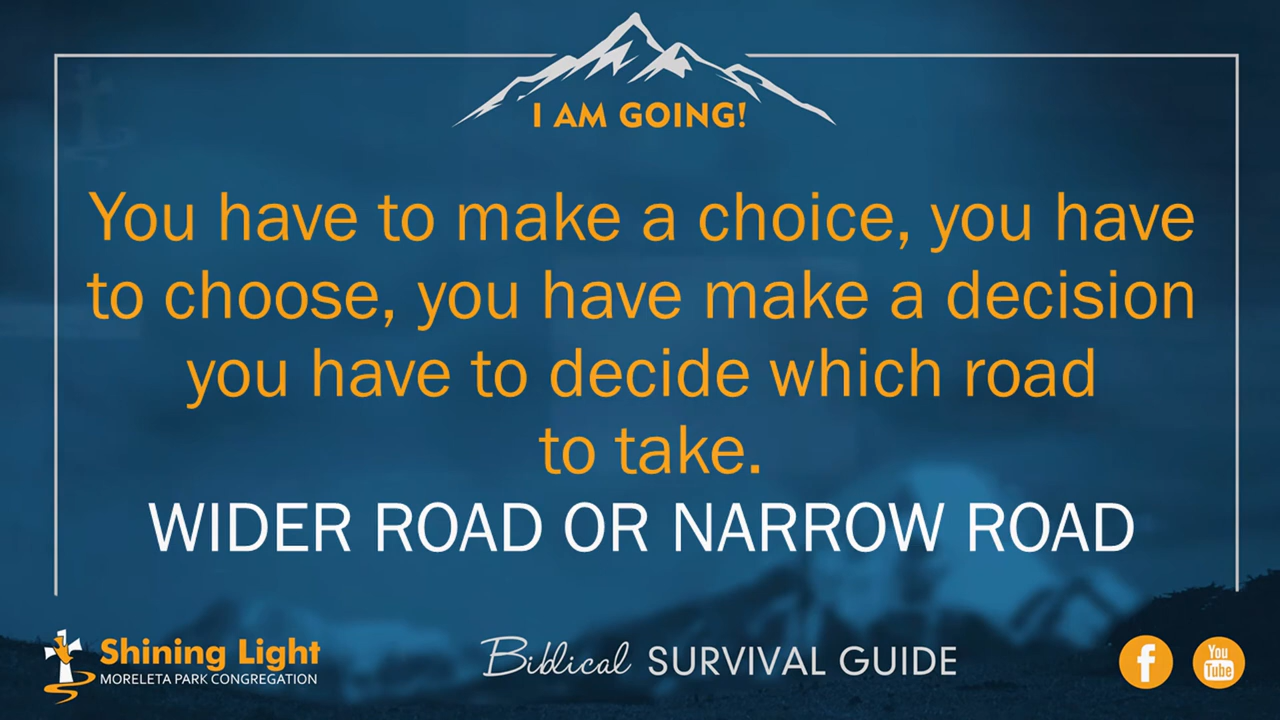 I AM GOING!
You have to make a choice, you have
to choose, you have make a decision
you have to decide which road
to take.
WIDER ROAD OR NARROW ROAD
Shining Light
MORELETA PARK CONGREGATION
Biblical SURVIVAL GUIDE
f
You
Tube